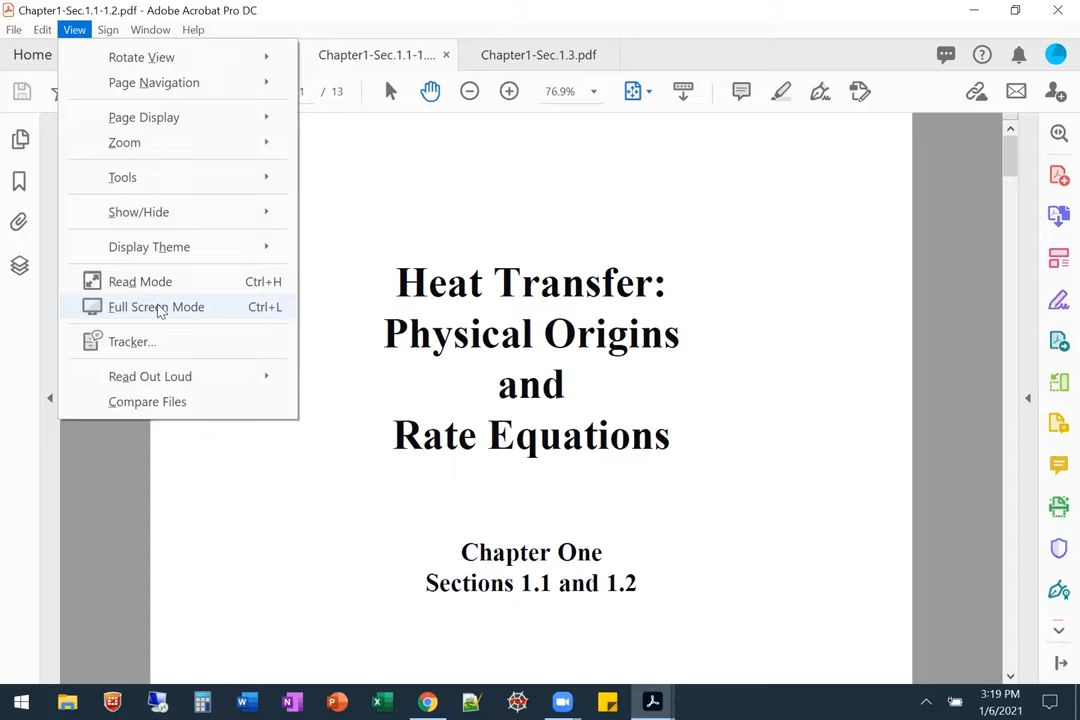 Chapter1-Sec.1.1-1.2.pdf - Adobe Acrobat Pro DC
File Edit View Sign Window Help
Home
Chapter1-Sec.1.1-1.... ×
Chapter1-Sec.1.3.pdf
1 / 13
76.9%
Rotate View
Page Navigation
Page Display
Zoom
Tools
Show/Hide
Display Theme
Read Mode Ctrl+H
Full Screen Mode Ctrl+L
Tracker...
Read Out Loud
Compare Files
Heat Transfer:
Physical Origins
and
Rate Equations
Chapter One
Sections 1.1 and 1.2
3:19 PM
1/6/2021